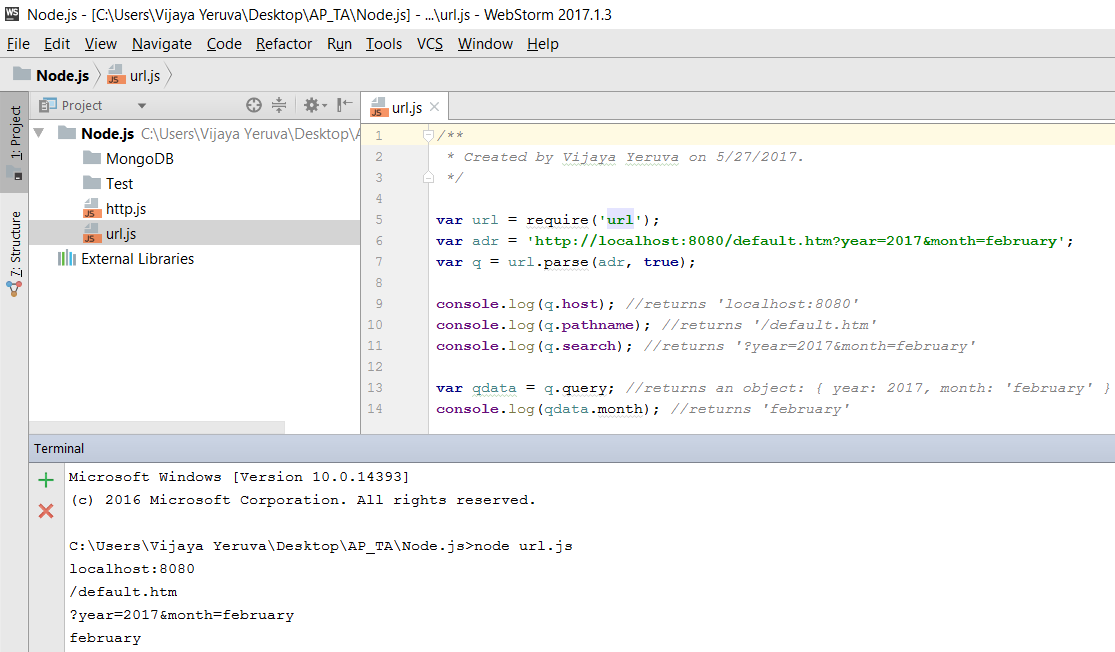 WS Node.js - [C:\Users\Vijaya Yeruva\Desktop\AP_TA\Node.js] - ...\url.js - WebStorm 2017.1.3
File Edit View Navigate Code Refactor Run Tools VCS Window Help
Node.js JS url.js
1: Project
7: Structure
Project
Node.js C:\Users\Vijaya Yeruva\Desktop\A
MongoDB
Test
JS http.js
JS url.js
External Libraries
JS url.js
1 /**
2 * Created by Vijaya Yeruva on 5/27/2017.
3 */
4
5 var url = require('url');
6 var adr = 'http://localhost:8080/default.htm?year=2017&month=february';
7 var q = url.parse(adr, true);
8
9 console.log(q.host); //returns 'localhost:8080'
10 console.log(q.pathname); //returns '/default.htm'
11 console.log(q.search); //returns '?year=2017&month=february'
12
13 var qdata = q.query; //returns an object: { year: 2017, month: 'february' }
14 console.log(qdata.month); //returns 'february'
Terminal
Microsoft Windows [Version 10.0.14393]
(c) 2016 Microsoft Corporation. All rights reserved.
C:\Users\Vijaya Yeruva\Desktop\AP_TA\Node.js>node url.js
localhost:8080
/default.htm
?year=2017&month=february
february